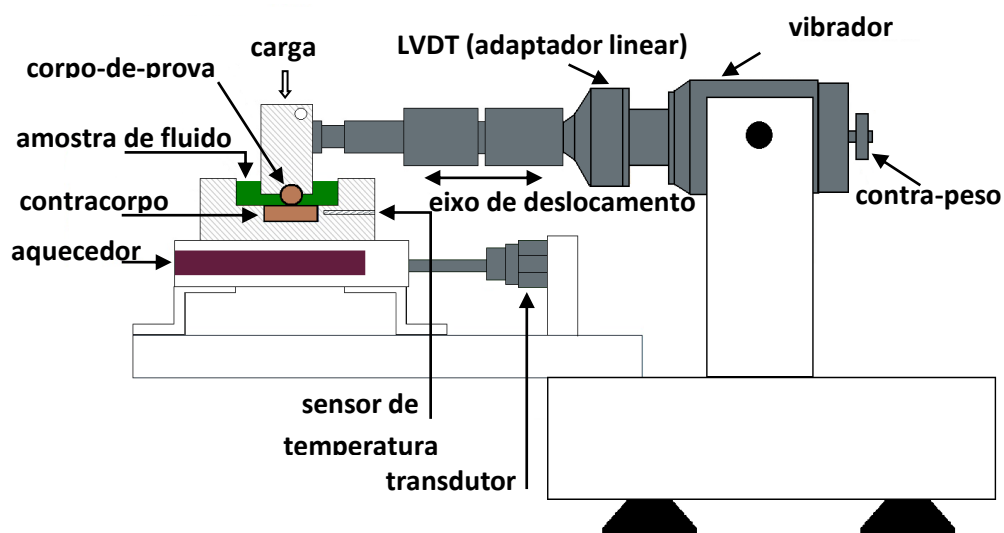 vibrador
LVDT (adaptador linear)
carga
corpo-de-prova
amostra de fluido
contracorpo
eixo de deslocamento
contra-peso
aquecedor
sensor de
temperatura
transdutor